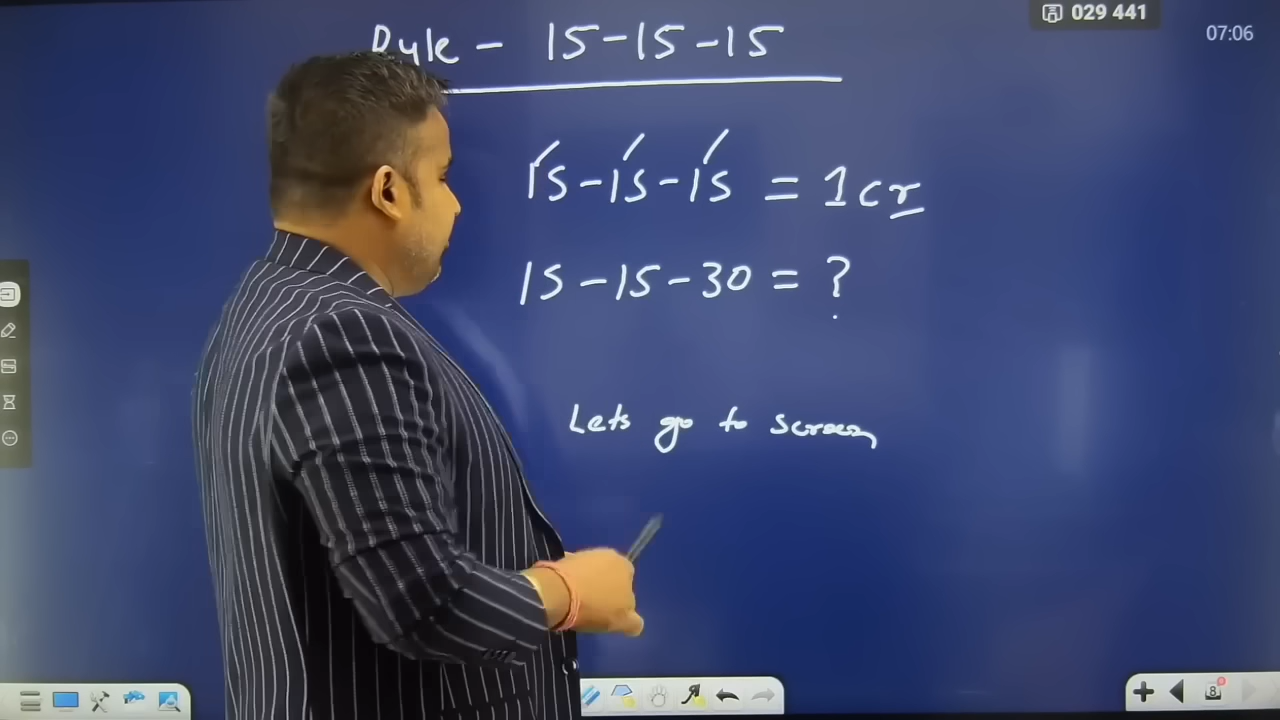 Rule - 15-15-15
029 441
07:06
15-15-15 = 1cr
15-15-30 = ?
Lets go to screen
8